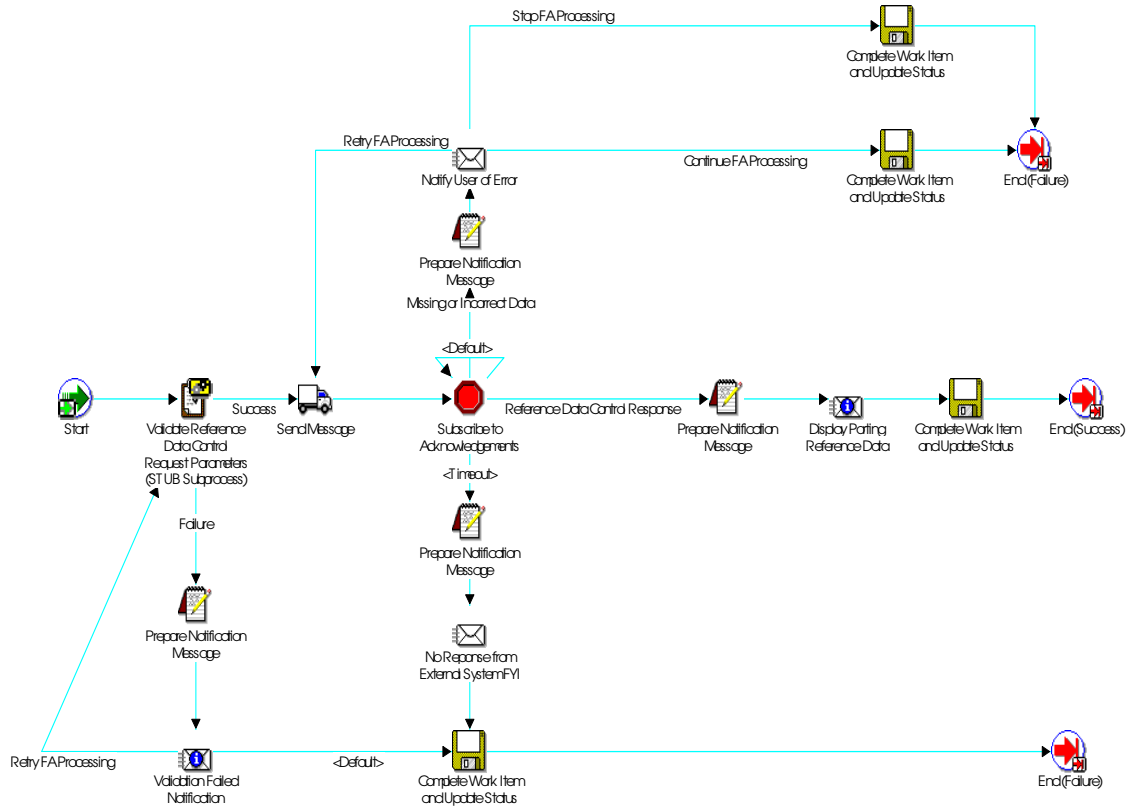 Stop FA Processing
Complete Work Item
and Update Status
Retry FA Processing
Notify User of Error
Continue FA Processing
Complete Work Item
and Update Status
End (Failure)
Prepare Notification
Message
Missing or Incorrect Data
<Default>
Start
Validate Reference
Data Control
Request Parameters
(STUB Subprocess)
Success
Send Message
Subscribe to
Acknowledgements
Reference Data Control Response
Prepare Notification
Message
Display Porting
Reference Data
Complete Work Item
and Update Status
End (Success)
<Timeout>
Failure
Prepare Notification
Message
Prepare Notification
Message
No Reponse from
External System FYI
Retry FA Processing
Validation Failed
Notification
<Default>
Complete Work Item
and Update Status
End (Failure)